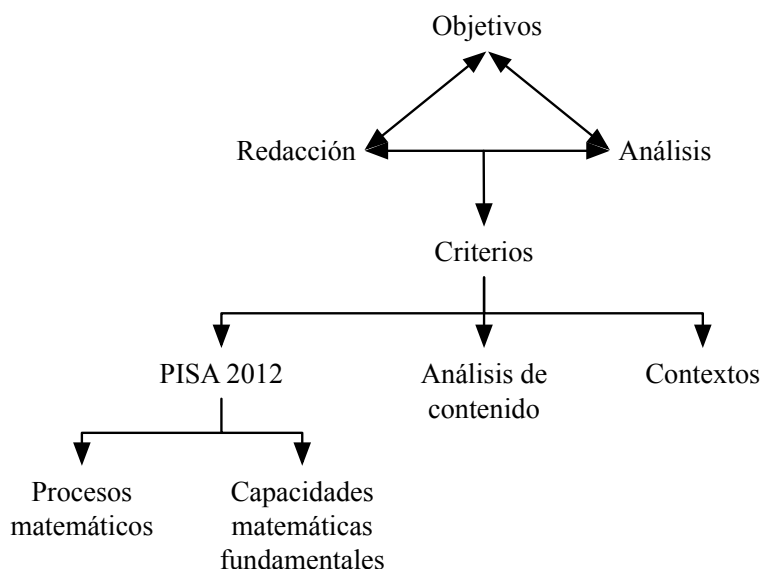 Objetivos
Redacción
Análisis
Criterios
PISA 2012
Análisis de
contenido
Contextos
Procesos
matemáticos
Capacidades
matemáticas
fundamentales